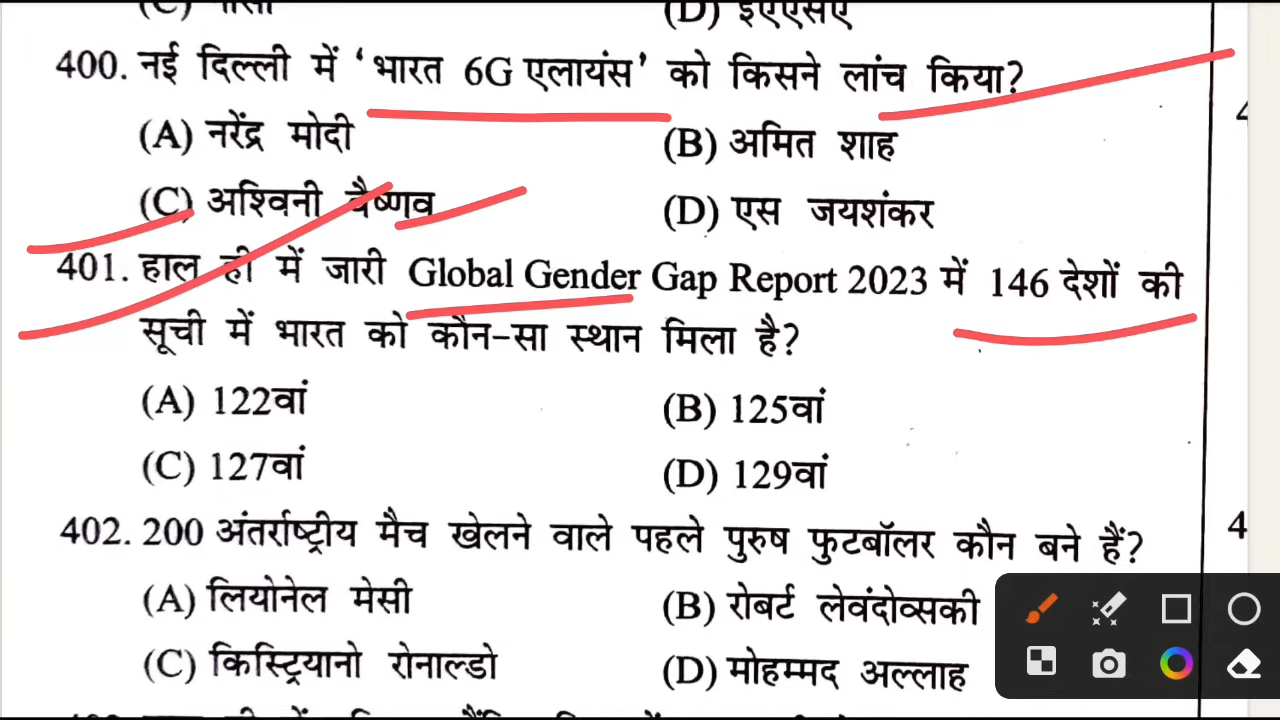 (D) इएएसए
400. नई दिल्ली में ‘भारत 6G एलायंस’ को किसने लांच किया?
(A) नरेंद्र मोदी (B) अमित शाह
(C) अश्विनी वैष्णव (D) एस जयशंकर
401. हाल ही में जारी Global Gender Gap Report 2023 में 146 देशों की
सूची में भारत को कौन-सा स्थान मिला है?
(A) 122वां (B) 125वां
(C) 127वां (D) 129वां
402. 200 अंतर्राष्ट्रीय मैच खेलने वाले पहले पुरुष फुटबॉलर कौन बने हैं?
4
(A) लियोनेल मेसी (B) रोबर्ट लेवंदोव्सकी
(C) किस्ट्रियानो रोनाल्डो (D) मोहम्मद अल्लाह